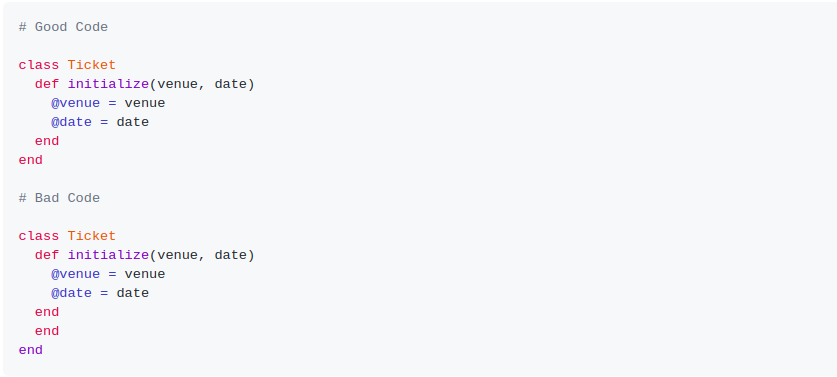 # Good Code
class Ticket
  def initialize(venue, date)
    @venue = venue
    @date = date
  end
end
# Bad Code
class Ticket
  def initialize(venue, date)
    @venue = venue
    @date = date
  end
  end
end